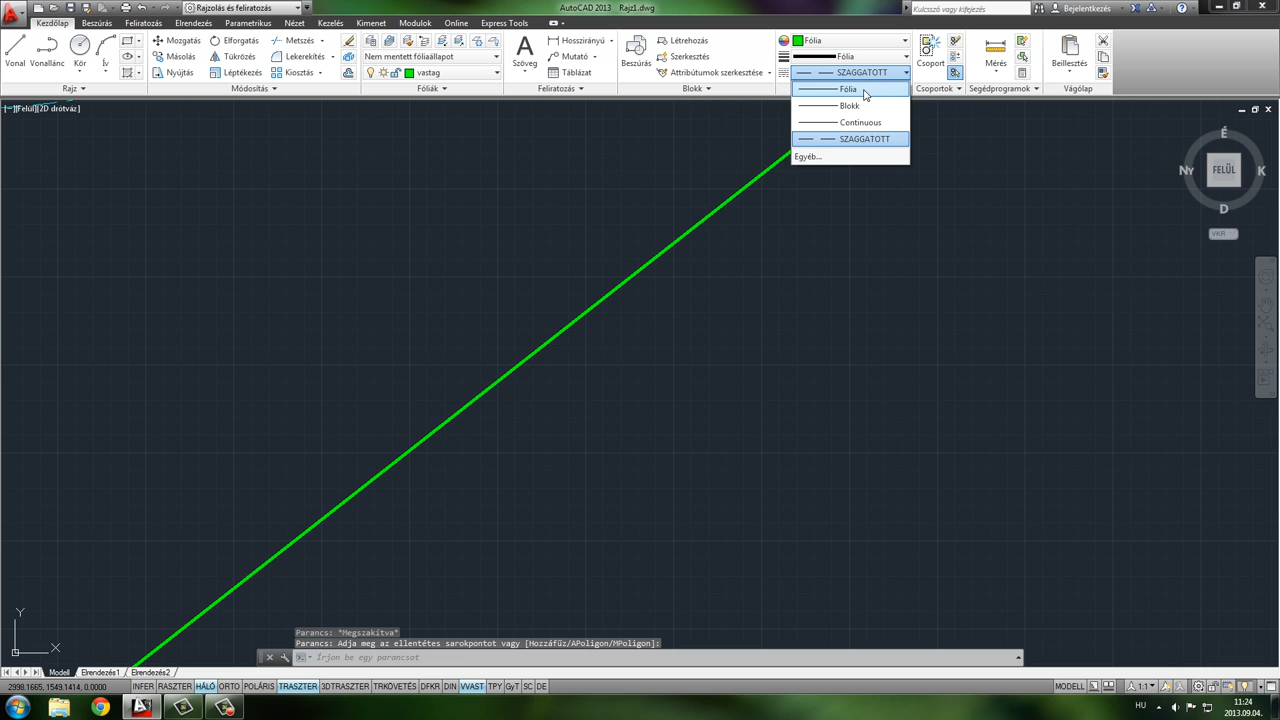 Rajzolás és feliratozás
AutoCAD 2013 Rajz1.dwg
Kulcsszó vagy kifejezés
Bejelentkezés
Kezdőlap Beszúrás Feliratozás Elrendezés Parametrikus Nézet Kezelés Kimenet Modulok Online Express Tools
Vonal
Vonallánc
Kör
Ív
Rajz
Mozgatás
Elforgatás
Metszés
Másolás
Tükrözés
Lekerekítés
Nyújtás
Léptékezés
Kiosztás
Módosítás
Nem mentett fóliaállapot
vastag
Fóliák
Szöveg
Hosszirányú
Mutató
Táblázat
Feliratozás
Beszúrás
Létrehozás
Szerkesztés
Attribútumok szerkesztése
Blokk
Fólia
Fólia
SZAGGATOTT
Fólia
Blokk
Continuous
SZAGGATOTT
Egyéb...
Csoport
Csoportok
Mérés
Segédprogramok
Beillesztés
Vágólap
[-][Felül][2D drótváz]
É
NY
FELÜL
K
D
VKR
Y
X
Parancs: *Megszakítva*
Parancs: Adja meg az ellentétes sarokpontot vagy [Hozzáfűz/APoligon/MPoligon]:
Írjon be egy parancsot
Modell Elrendezés1 Elrendezés2
2998.1665, 1549.1414, 0.0000 INFER RASZTER HÁLÓ ORTO POLÁRIS TRASZTER 3DTRASZTER TRKÖVETÉS DFKR DIN VVAST TPY GyT SC DE MODELL 1:1
HU
11:24
2013.09.04.